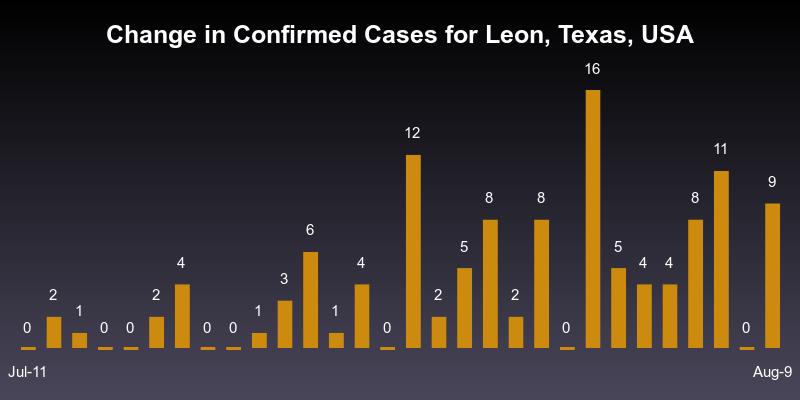 Change in Confirmed Cases for Leon, Texas, USA
0 2 1 0 0 2 4 0 0 1 3 6 1 4 0 12 2 5 8 2 8 0 16 5 4 4 8 11 0 9
Jul-11 Aug-9